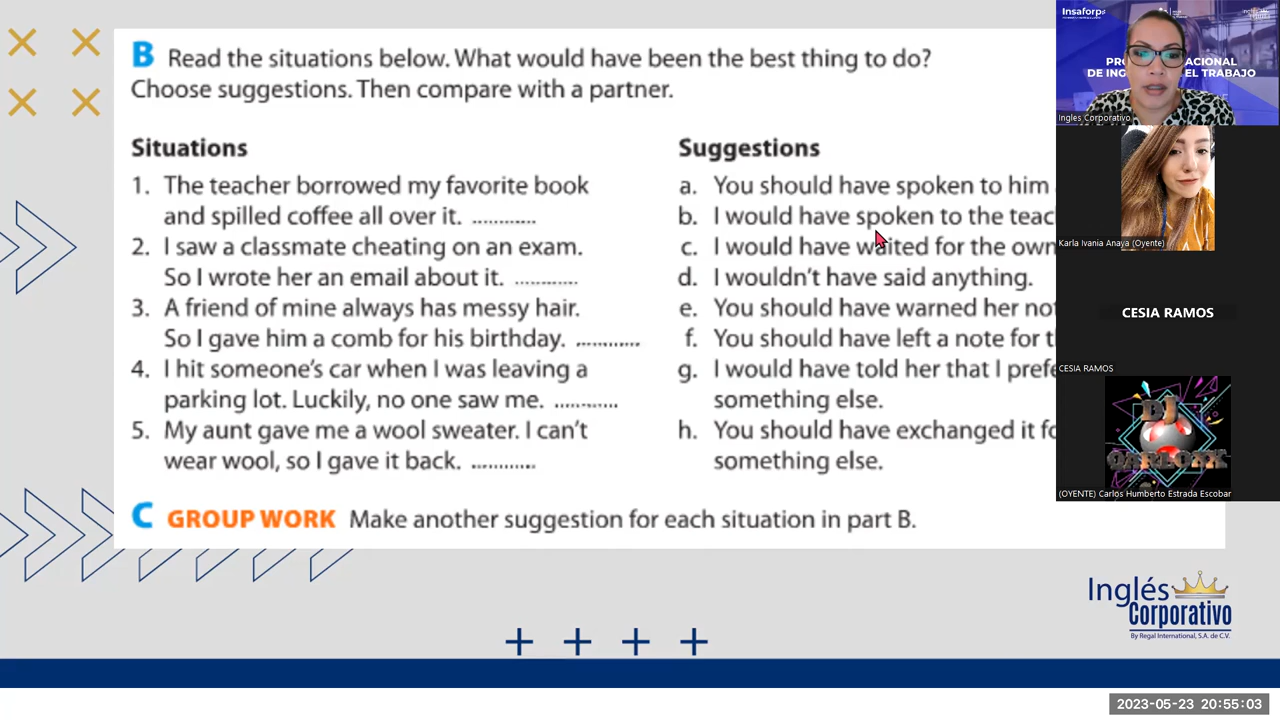 B Read the situations below. What would have been the best thing to do?
Choose suggestions. Then compare with a partner.
Situations
1. The teacher borrowed my favorite book
and spilled coffee all over it. ............
2. I saw a classmate cheating on an exam.
So I wrote her an email about it. ............
3. A friend of mine always has messy hair.
So I gave him a comb for his birthday. ............
4. I hit someone's car when I was leaving a
parking lot. Luckily, no one saw me. ............
5. My aunt gave me a wool sweater. I can't
wear wool, so I gave it back. ............
Suggestions
a. You should have spoken to him
b. I would have spoken to the
c. I would have waited for the
d. I wouldn't have said anything.
e. You should have warned her
f. You should have left a note for
g. I would have told her that I
something else.
h. You should have exchanged it
something else.
C GROUP WORK Make another suggestion for each situation in part B.
Insaforp
DE EL TRABAJO
Ingles Corporativo
Karla Ivania Anaya (Oyente)
CESIA RAMOS
CESIA RAMOS
DJ
(OYENTE) Carlos Humberto Estrada Escobar
Inglés
Corporativo
By Regal International, S.A. de C.V.
2023-05-23 20:55:03